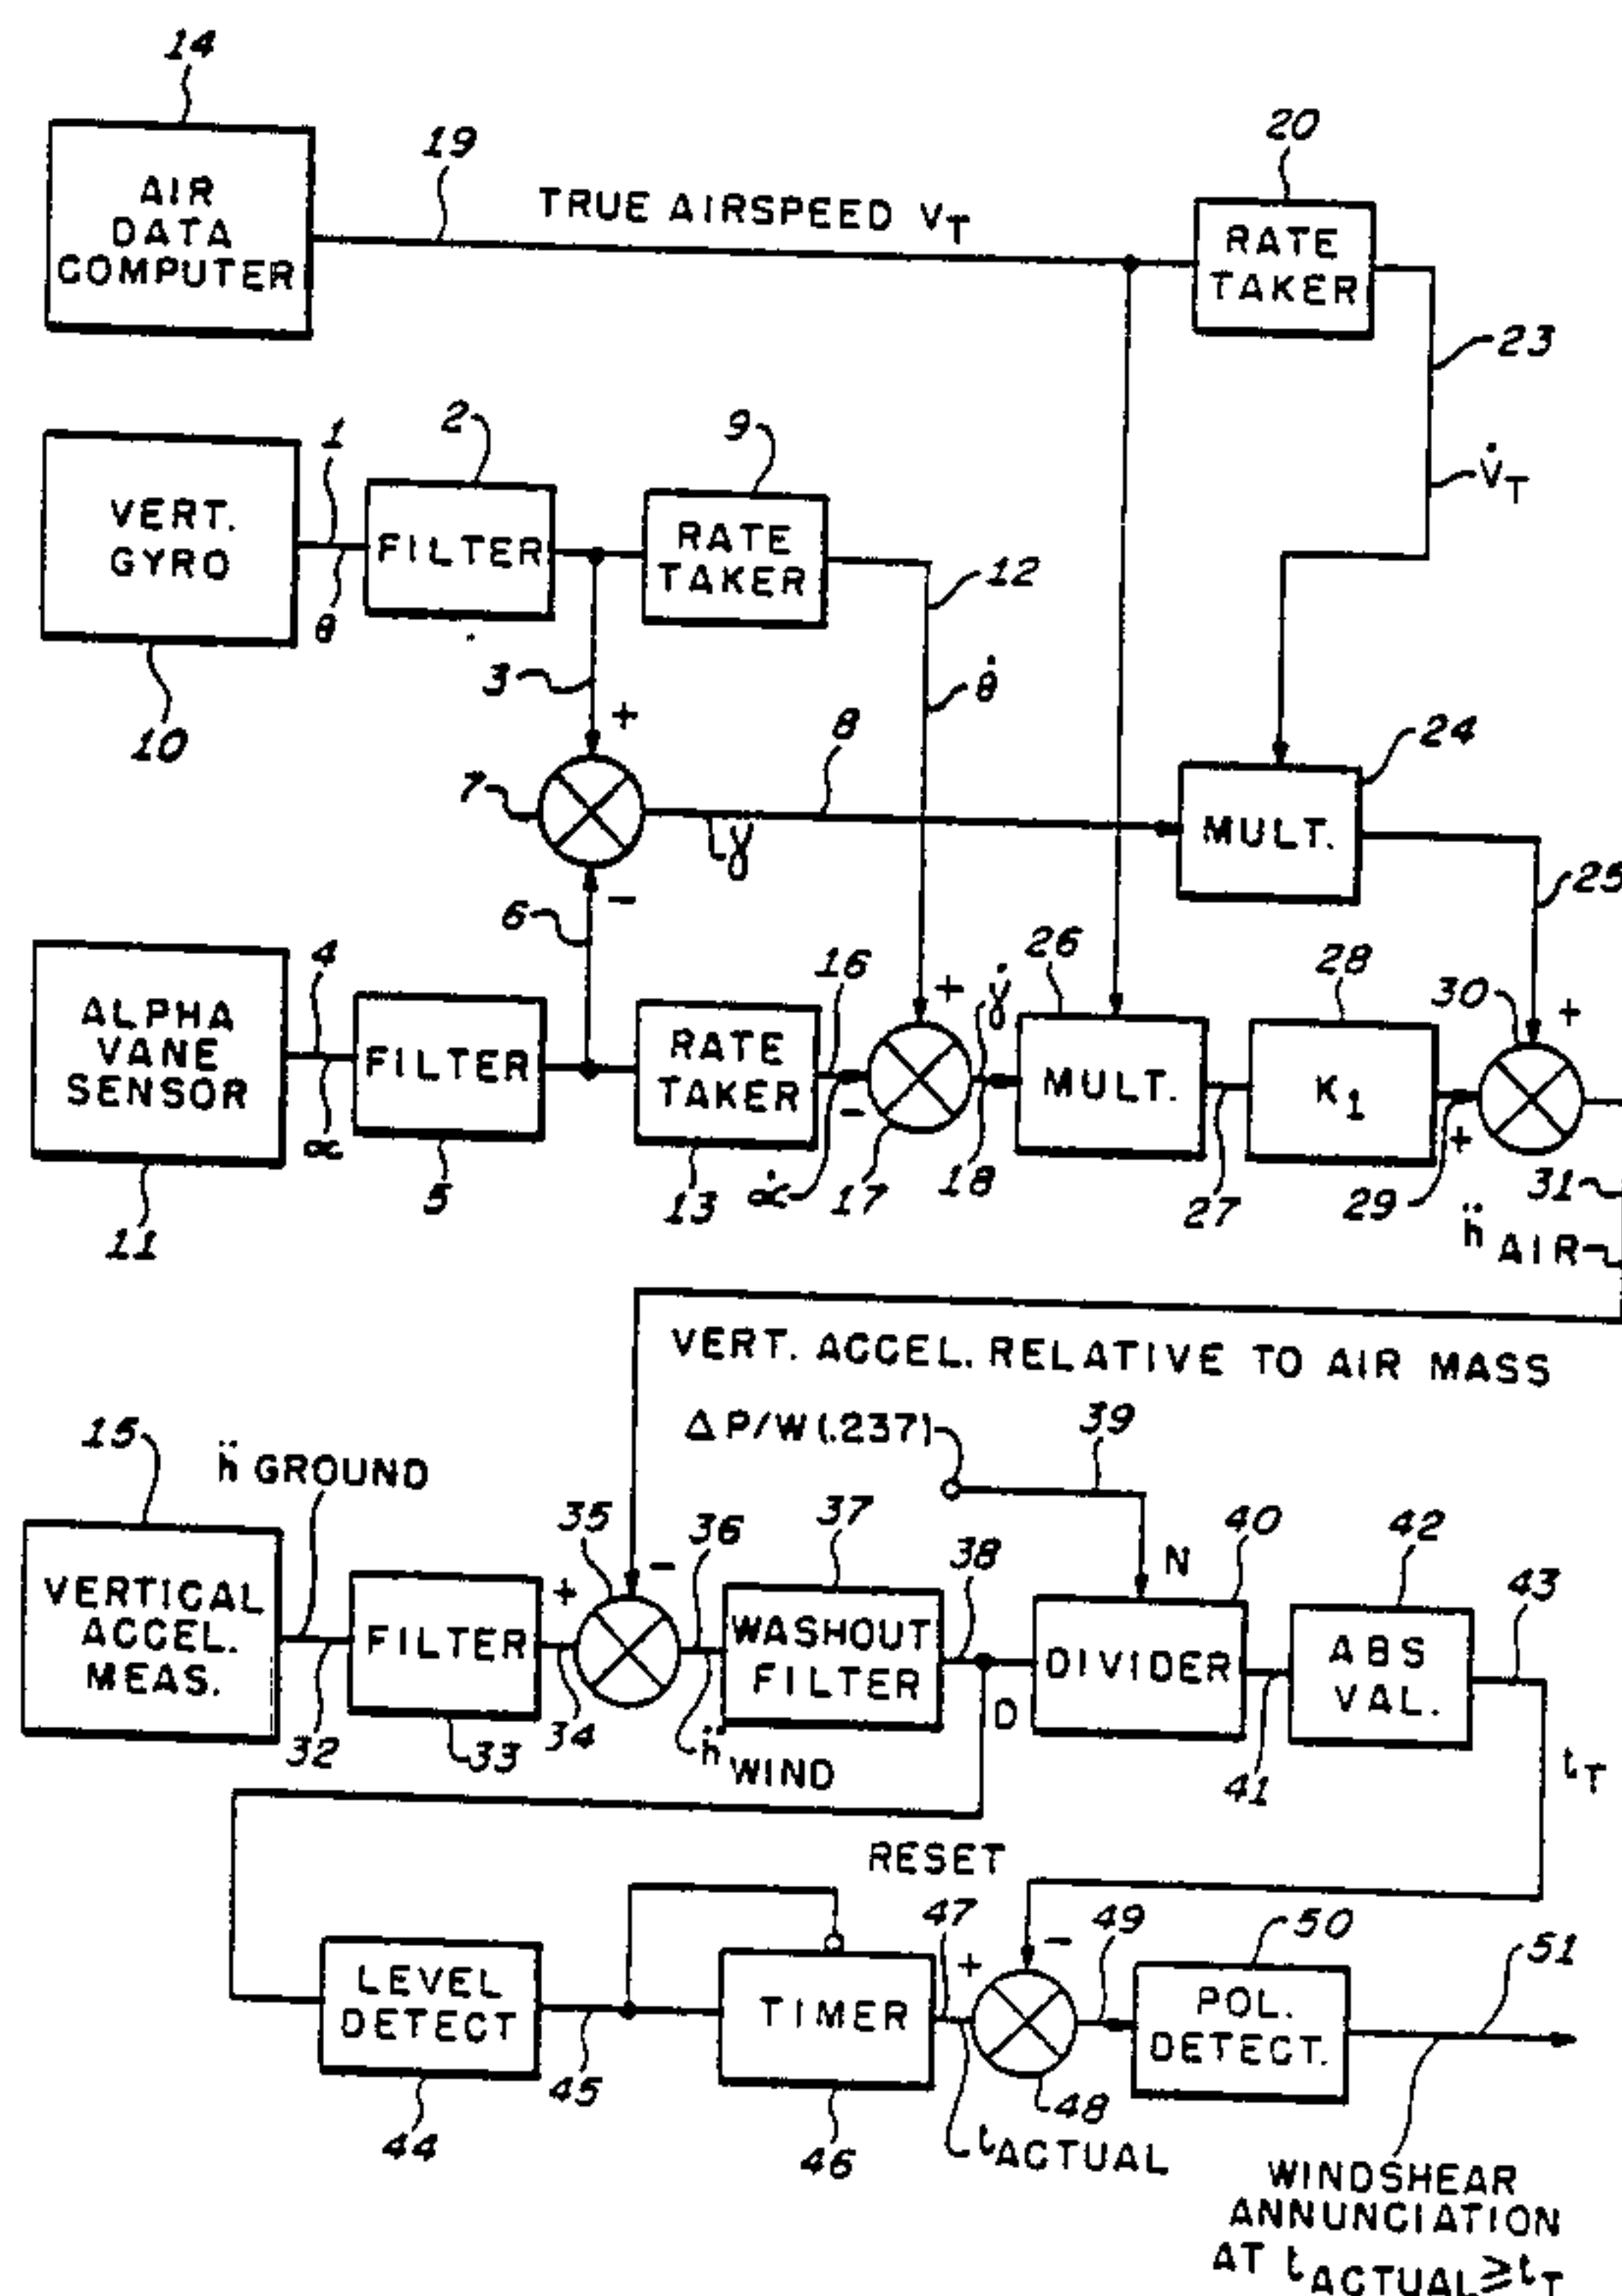 14
19
20
AIR
DATA
COMPUTER
TRUE AIRSPEED VT
RATE
TAKER
23
V̇T
1
2
9
VERT.
GYRO
θ
FILTER
RATE
TAKER
12
θ̇
3
+
10
7
8
γ
24
MULT.
25
6
-
4
ALPHA
VANE
SENSOR
α
FILTER
RATE
TAKER
16
+
γ̇
26
MULT.
28
K1
30
+
-
+
11
5
13
α̇
17
18
27
29
31
ḧ AIR
VERT. ACCEL. RELATIVE TO AIR MASS
ΔP/W(.237)
39
15
ḧ GROUND
35
36
37
38
N
40
42
43
VERTICAL
ACCEL.
MEAS.
FILTER
+
-
WASHOUT
FILTER
D
DIVIDER
ABS
VAL.
32
33
34
ḧ WIND
41
tT
RESET
47
49
50
51
LEVEL
DETECT
TIMER
+
-
POL.
DETECT.
44
45
46
48
tACTUAL
WINDSHEAR
ANNUNCIATION
AT tACTUAL≥tT